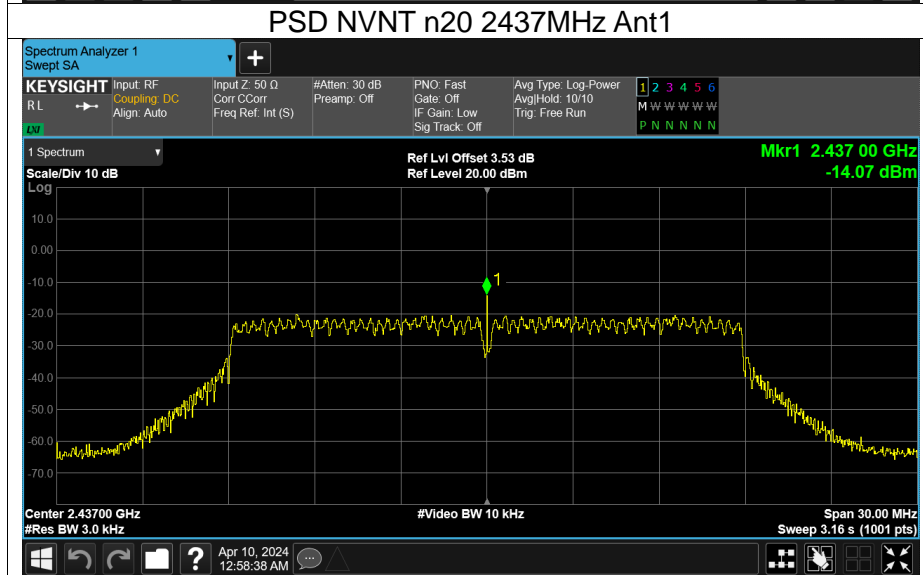 PSD NVNT n20 2437MHz Ant1
Spectrum Analyzer 1
Swept SA
+
KEYSIGHT Input: RF Input Z: 50 Ω #Atten: 30 dB PNO: Fast Avg Type: Log-Power 1 2 3 4 5 6
RL Coupling: DC Corr CCorr Preamp: Off Gate: Off Avg|Hold: 10/10 M W W W W W
Align: Auto Freq Ref: Int (S) IF Gain: Low Trig: Free Run
LXI Sig Track: Off P N N N N N
1 Spectrum Ref Lvl Offset 3.53 dB Mkr1 2.437 00 GHz
Scale/Div 10 dB Ref Level 20.00 dBm -14.07 dBm
Log
10.0
0.00
-10.0
1
-20.0
-30.0
-40.0
-50.0
-60.0
-70.0
Center 2.43700 GHz #Video BW 10 kHz Span 30.00 MHz
#Res BW 3.0 kHz Sweep 3.16 s (1001 pts)
? Apr 10, 2024
12:58:38 AM